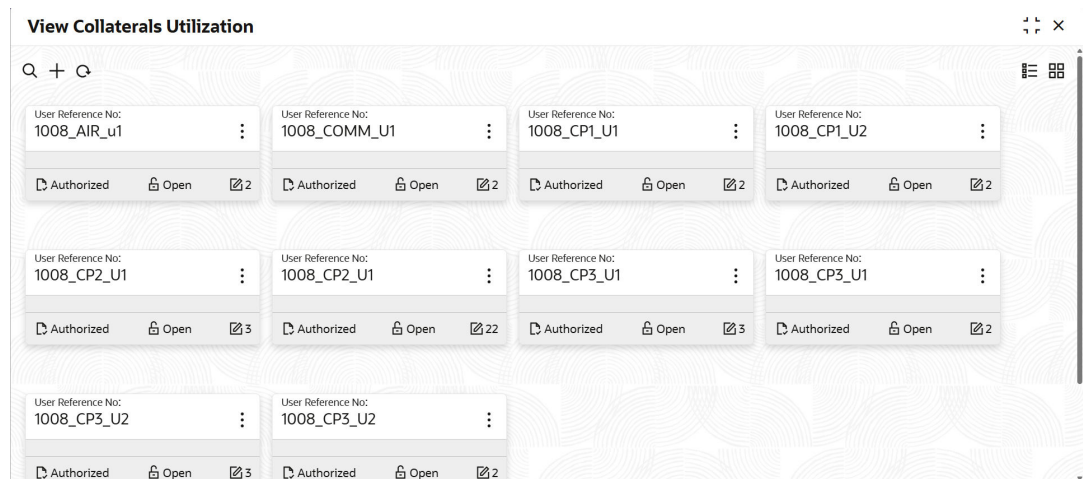 View Collaterals Utilization
User Reference No: User Reference No: User Reference No: User Reference No:
1008_AIR_u1 1008_COMM_U1 1008_CP1_U1 1008_CP1_U2
Authorized Open 2 Authorized Open 2 Authorized Open 2 Authorized Open 2
User Reference No: User Reference No: User Reference No: User Reference No:
1008_CP2_U1 1008_CP2_U1 1008_CP3_U1 1008_CP3_U1
Authorized Open 3 Authorized Open 22 Authorized Open 3 Authorized Open 2
User Reference No: User Reference No:
1008_CP3_U2 1008_CP3_U2
Authorized Open 3 Authorized Open 2